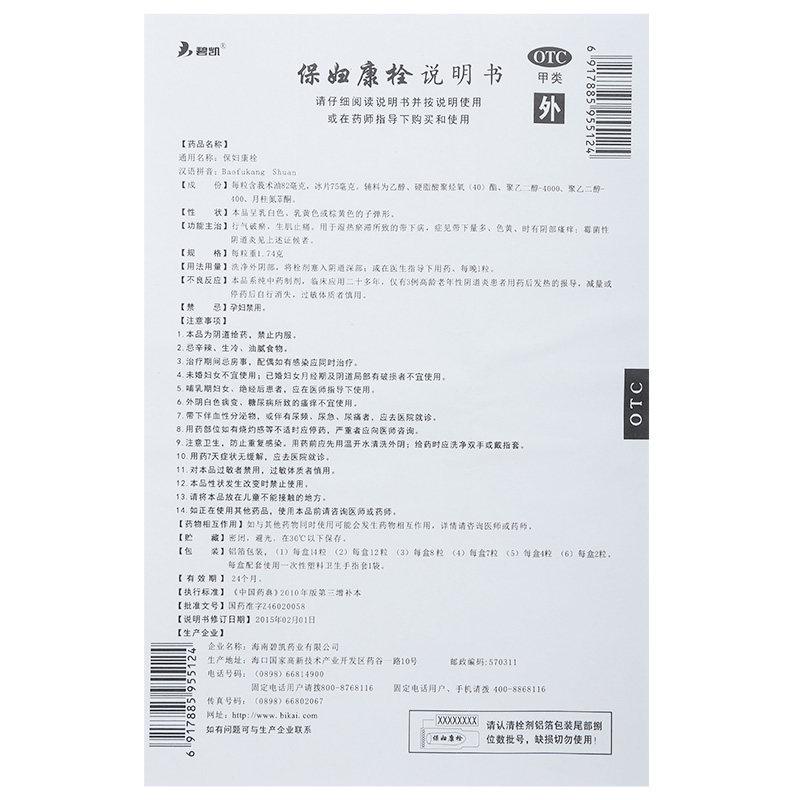 碧凯®
保妇康栓说明书
请仔细阅读说明书并按说明使用
或在药师指导下购买和使用
OTC
甲类
外
6 917885 955124
【药品名称】
通用名称：保妇康栓
汉语拼音：Baofukang Shuan
【成 份】每粒含莪术油82毫克，冰片75毫克。辅料为乙醇、硬脂酸聚烃氧（40）酯、聚乙二醇-4000、聚乙二醇-
400、月桂氮䓬酮。
【性 状】本品呈乳白色、乳黄色或棕黄色的子弹形。
【功能主治】行气破瘀，生肌止痛。用于湿热瘀滞所致的带下病，症见带下量多、色黄、时有阴部瘙痒；霉菌性
阴道炎见上述证候者。
【规 格】每粒重1.74克
【用法用量】洗净外阴部，将栓剂塞入阴道深部；或在医生指导下用药、每晚1粒。
【不良反应】本品系纯中药制剂，临床应用二十多年，仅有3例高龄老年性阴道炎患者用药后发热的报导，减量或
停药后自行消失，过敏体质者慎用。
【禁 忌】孕妇禁用。
【注意事项】
1.本品为阴道给药，禁止内服。
2.忌辛辣、生冷、油腻食物。
3.治疗期间忌房事，配偶如有感染应同时治疗。
4.未婚妇女不宜使用；已婚妇女月经期及阴道局部有破损者不宜使用。
5.哺乳期妇女、绝经后患者，应在医师指导下使用。
6.外阴白色病变、糖尿病所致的瘙痒不宜使用。
7.带下伴血性分泌物，或伴有尿频、尿急、尿痛者，应去医院就诊。
8.用药部位如有烧灼感等不适时应停药，严重者应向医师咨询。
9.注意卫生，防止重复感染。用药前应先用温开水清洗外阴；给药时应洗净双手或戴指套。
10.用药7天症状无缓解，应去医院就诊。
11.对本品过敏者禁用，过敏体质者慎用。
12.本品性状发生改变时禁止使用。
13.请将本品放在儿童不能接触的地方。
14.如正在使用其他药品，使用本品前请咨询医师或药师。
【药物相互作用】如与其他药物同时使用可能会发生药物相互作用，详情请咨询医师或药师。
【贮 藏】密闭，避光，在30℃以下保存。
【包 装】铝箔包装，（1）每盒14粒 （2）每盒12粒 （3）每盒8粒 （4）每盒7粒 （5）每盒4粒 （6）每盒2粒，
每盒配套使用一次性塑料卫生手指套1袋。
【有 效 期】24个月。
【执行标准】《中国药典》2010年版第三增补本
【批准文号】国药准字Z46020058
【说明书修订日期】2015年02月01日
【生产企业】
企业名称：海南碧凯药业有限公司
生产地址：海口国家高新技术产业开发区药谷一路10号 邮政编码：570311
电话号码：（0898）66814900
固定电话用户请拨800-8768116 固定电话用户、手机请拨 400-8868116
传真号码：（0898）66802067
网址：http://www.bikai.com
如有问题可与生产企业联系
6 917885 955124
XXXXXXXX
保妇康栓
请认清栓剂铝箔包装尾部捌
位数批号，缺损切勿使用！
OTC